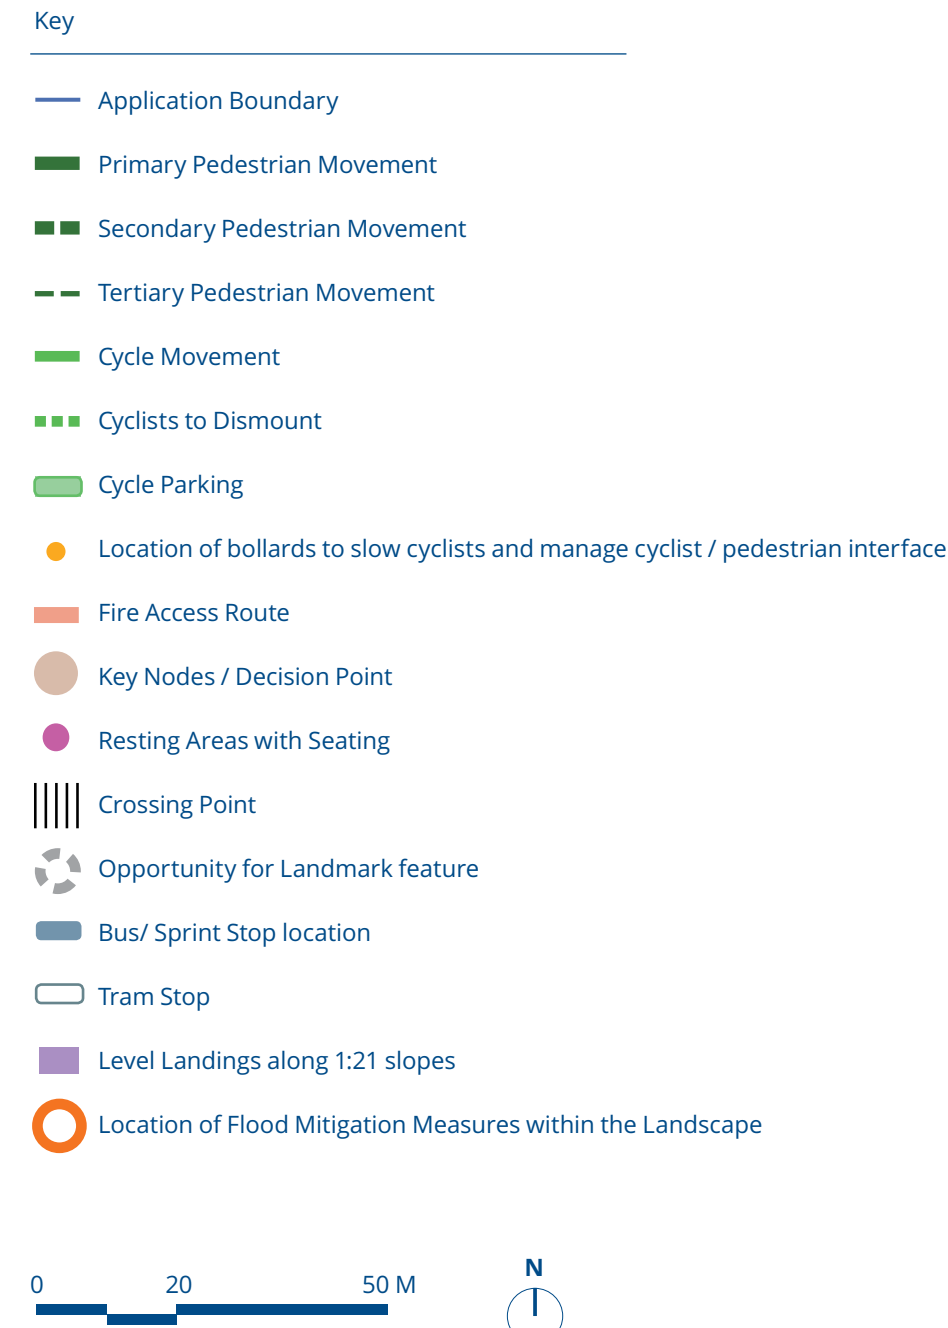 Key
Application Boundary
Primary Pedestrian Movement
Secondary Pedestrian Movement
Tertiary Pedestrian Movement
Cycle Movement
Cyclists to Dismount
Cycle Parking
Location of bollards to slow cyclists and manage cyclist / pedestrian interface
Fire Access Route
Key Nodes / Decision Point
Resting Areas with Seating
Crossing Point
Opportunity for Landmark feature
Bus/ Sprint Stop location
Tram Stop
Level Landings along 1:21 slopes
Location of Flood Mitigation Measures within the Landscape
N
0 20 50 M